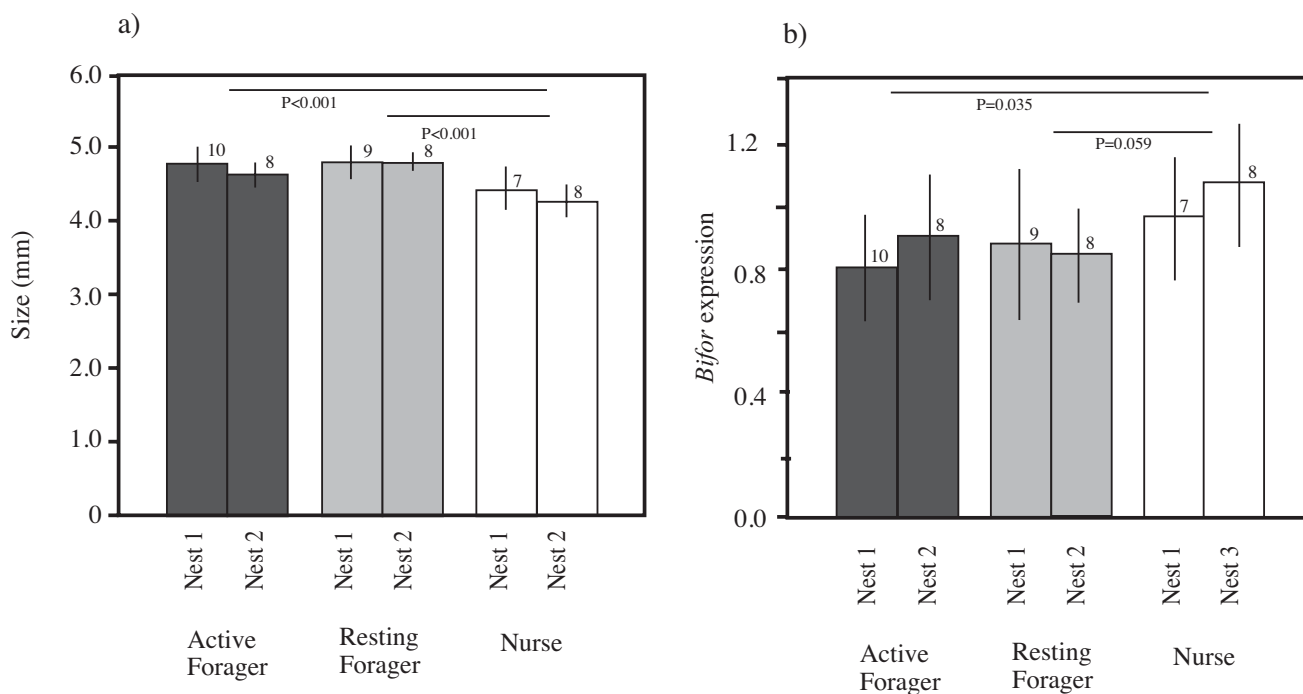 a)
6.0
5.0
4.0
3.0
2.0
1.0
0
Size (mm)
P<0.001
P<0.001
10
8
9
8
7
8
Nest 1
Nest 2
Nest 1
Nest 2
Nest 1
Nest 2
Active
Forager
Resting
Forager
Nurse
b)
1.2
0.8
0.4
0.0
Bifor expression
P=0.035
P=0.059
10
8
9
8
7
8
Nest 1
Nest 2
Nest 1
Nest 2
Nest 1
Nest 3
Active
Forager
Resting
Forager
Nurse